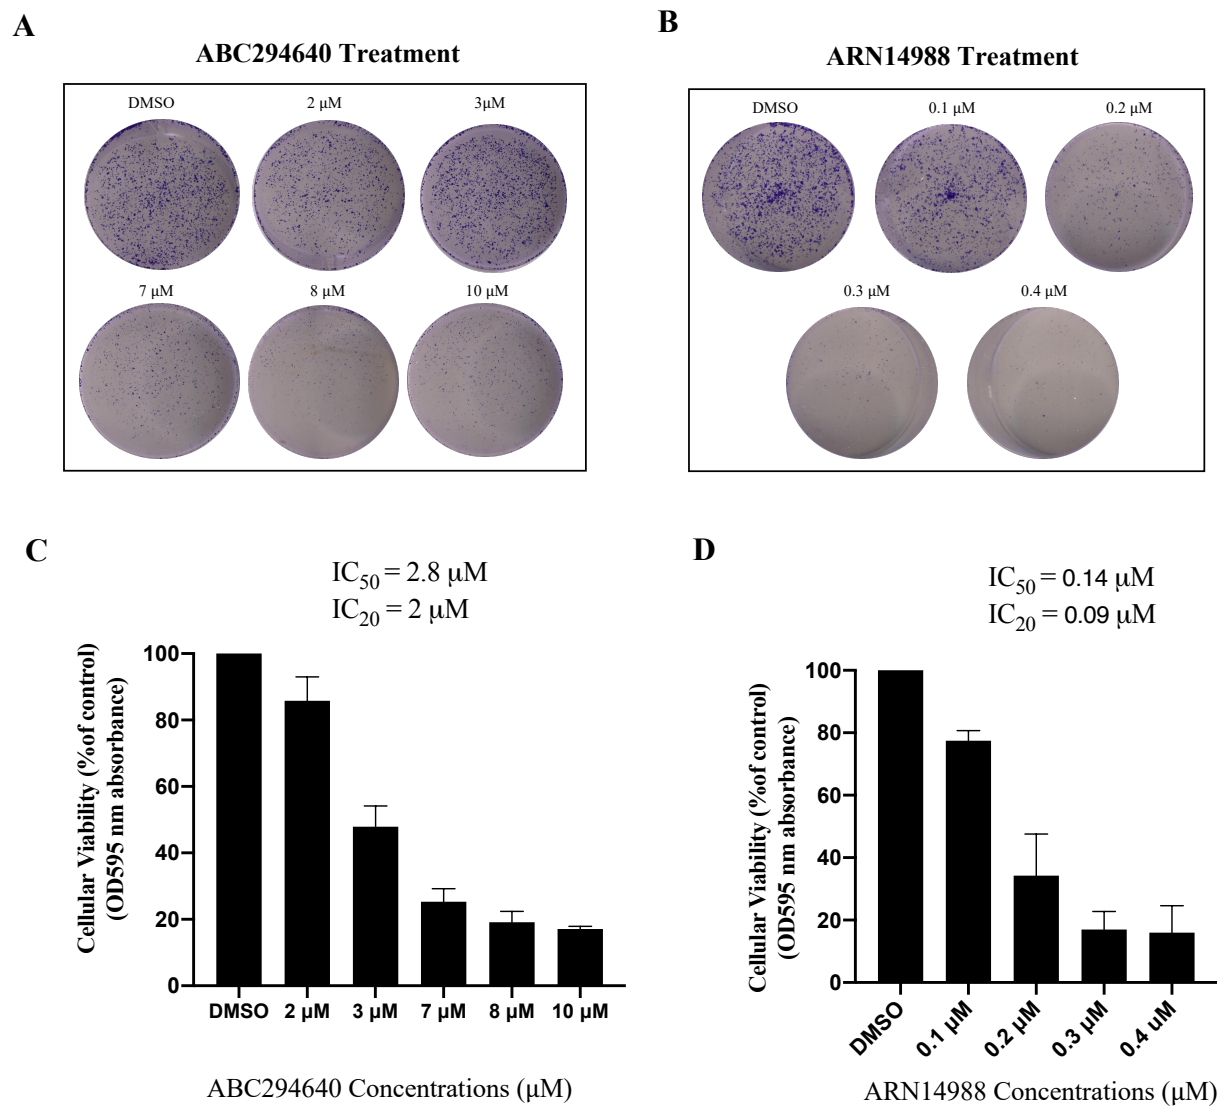 A
ABC294640 Treatment
DMSO
2 μM
3μM
7 μM
8 μM
10 μM
B
ARN14988 Treatment
DMSO
0.1 μM
0.2 μM
0.3 μM
0.4 μM
C
IC50 = 2.8 μM
IC20 = 2 μM
Cellular Viability (%of control)
(OD595 nm absorbance)
100
80
60
40
20
0
DMSO 2 μM 3 μM 7 μM 8 μM 10 μM
ABC294640 Concentrations (μM)
D
IC50 = 0.14 μM
IC20 = 0.09 μM
Cellular Viability (%of control)
(OD595 nm absorbance)
100
80
60
40
20
0
DMSO 0.1 μM 0.2 μM 0.3 μM 0.4 uM
ARN14988 Concentrations (μM)